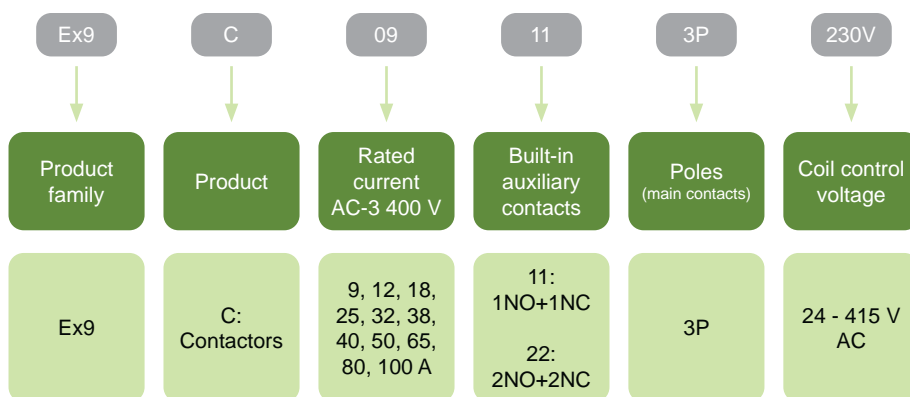 Ex9
C
09
11
3P
230V
Product
family
Product
Rated
current
AC-3 400 V
Built-in
auxiliary
contacts
Poles
(main contacts)
Coil control
voltage
Ex9
C:
Contactors
9, 12, 18,
25, 32, 38,
40, 50, 65,
80, 100 A
11:
1NO+1NC
22:
2NO+2NC
3P
24 - 415 V
AC